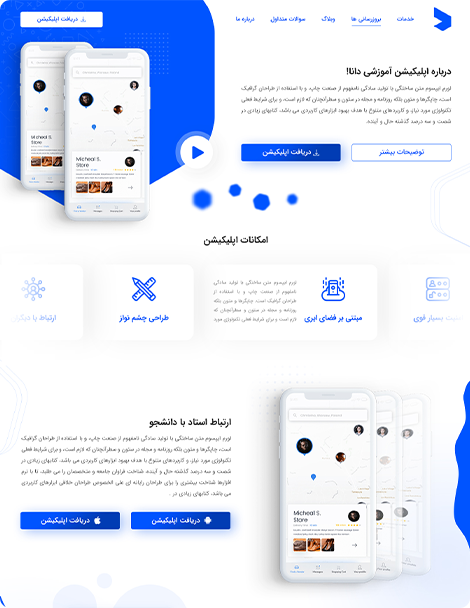 خدمات
بروزرسانی ها
وبلاگ
سوالات متداول
درباره ما
دریافت اپلیکیشن
درباره اپلیکیشن آموزشی دانا!
لورم ایپسوم متن ساختگی با تولید سادگی نامفهوم از صنعت چاپ، و با استفاده از طراحان گرافیک
است، چاپگرها و متون بلکه روزنامه و مجله در ستون و سطرآنچنان که لازم است، و برای شرایط فعلی
تکنولوژی مورد نیاز، و کاربردهای متنوع با هدف بهبود ابزارهای کاربردی می باشد، کتابهای زیادی در
شصت و سه درصد گذشته حال و آینده.
توضیحات بیشتر
دریافت اپلیکیشن
Micheal S.
Store
Micheal S.
Store
امکانات اپلیکیشن
امنیت بسیار قوی
مبتنی بر فضای ابری
لورم ایپسوم متن ساختگی با تولید سادگی
نامفهوم از صنعت چاپ و با استفاده از
طراحان گرافیک است، چاپگرها و متون بلکه
روزنامه و مجله در ستون و سطرآنچنان که
لازم است و برای شرایط فعلی تکنولوژی مورد
طراحی چشم نواز
ارتباط با دیگران
ارتباط استاد با دانشجو
لورم ایپسوم متن ساختگی با تولید سادگی نامفهوم از صنعت چاپ، و با استفاده از طراحان گرافیک
است، چاپگرها و متون بلکه روزنامه و مجله در ستون و سطرآنچنان که لازم است، و برای شرایط فعلی
تکنولوژی مورد نیاز، و کاربردهای متنوع با هدف بهبود ابزارهای کاربردی می باشد، کتابهای زیادی در
شصت و سه درصد گذشته حال و آینده، شناخت فراوان جامعه و متخصصان را می طلبد، تا با نرم
افزارها شناخت بیشتری را برای طراحان رایانه ای علی الخصوص طراحان خلاقی ابزارهای کاربردی
می باشد، کتابهای زیادی در .
دریافت اپلیکیشن
دریافت اپلیکیشن
Micheal S.
Store